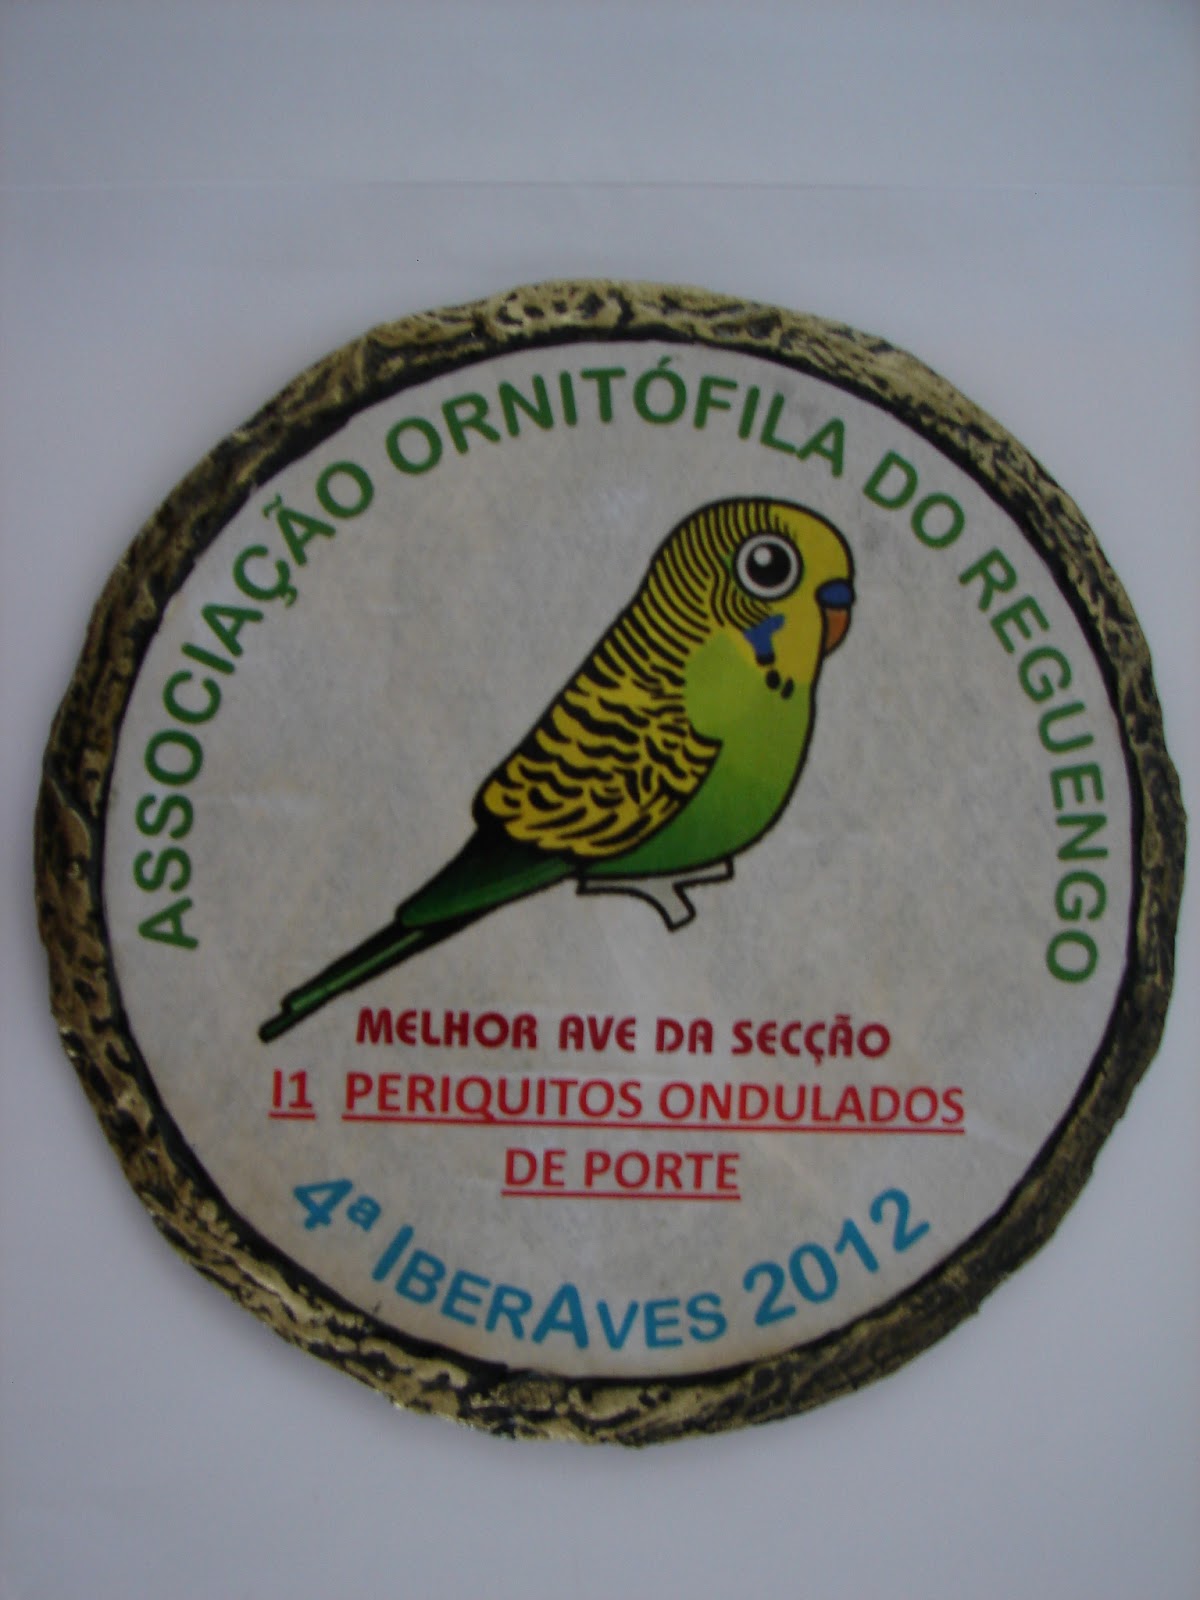 ASSOCIAÇÃO ORNITÓFILA DO REGUENGO
MELHOR AVE DA SECÇÃO
I1 PERIQUITOS ONDULADOS
DE PORTE
4ª IBERAVES 2012